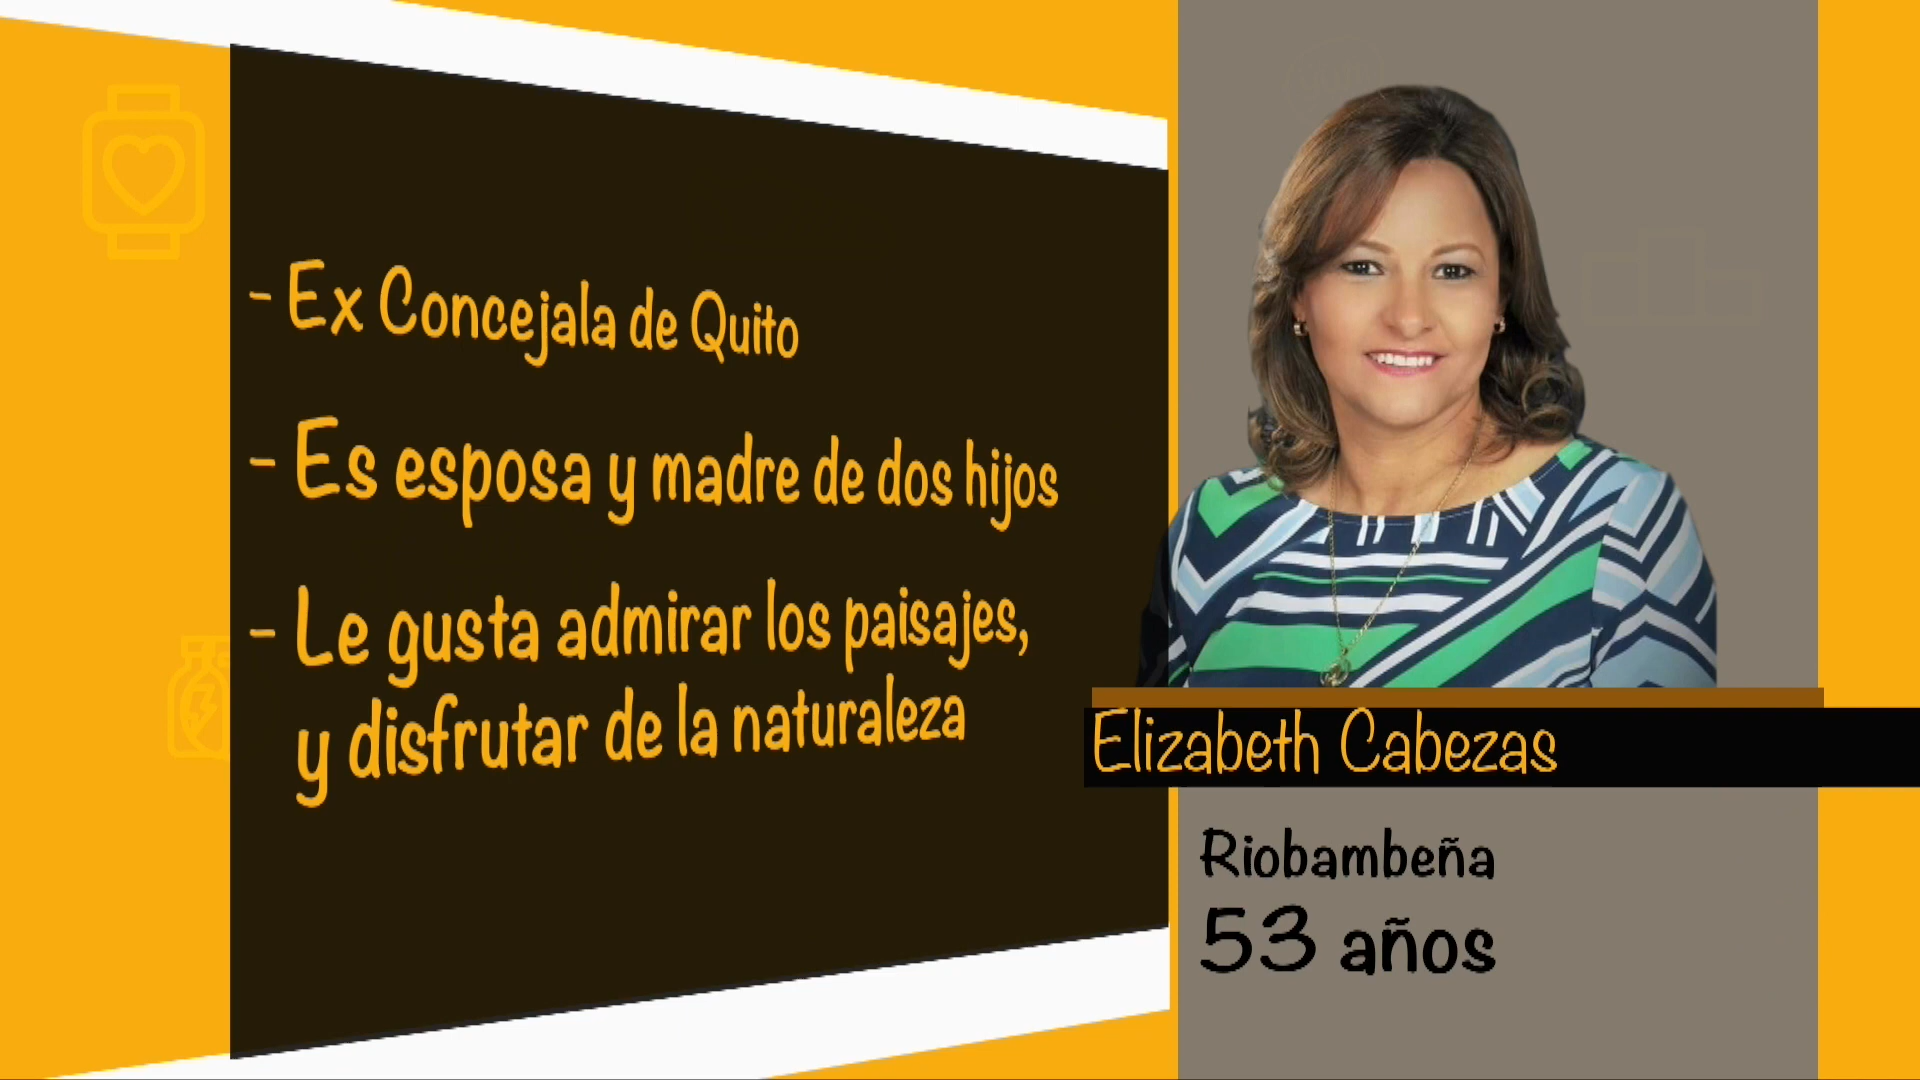 - Ex Concejala de Quito
- Es esposa y madre de dos hijos
- Le gusta admirar los paisajes,
y disfrutar de la naturaleza
Elizabeth Cabezas
Riobambeña
53 años